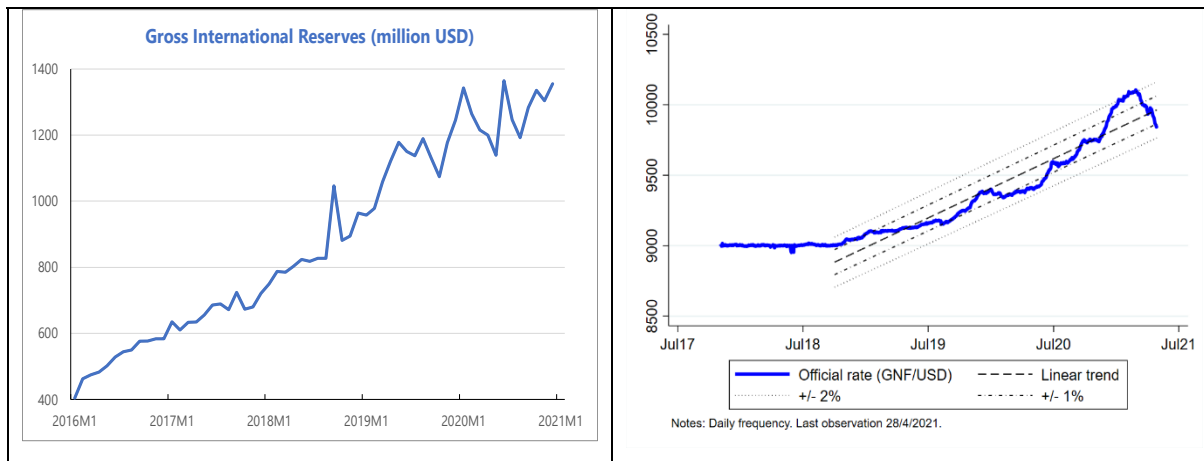 Gross International Reserves (million USD)
1400
1200
1000
800
600
400
2016M1 2017M1 2018M1 2019M1 2020M1 2021M1
10500
10000
9500
9000
8500
Jul17 Jul18 Jul19 Jul20 Jul21
Official rate (GNF/USD) Linear trend
+/- 2% +/- 1%
Notes: Daily frequency. Last observation 28/4/2021.